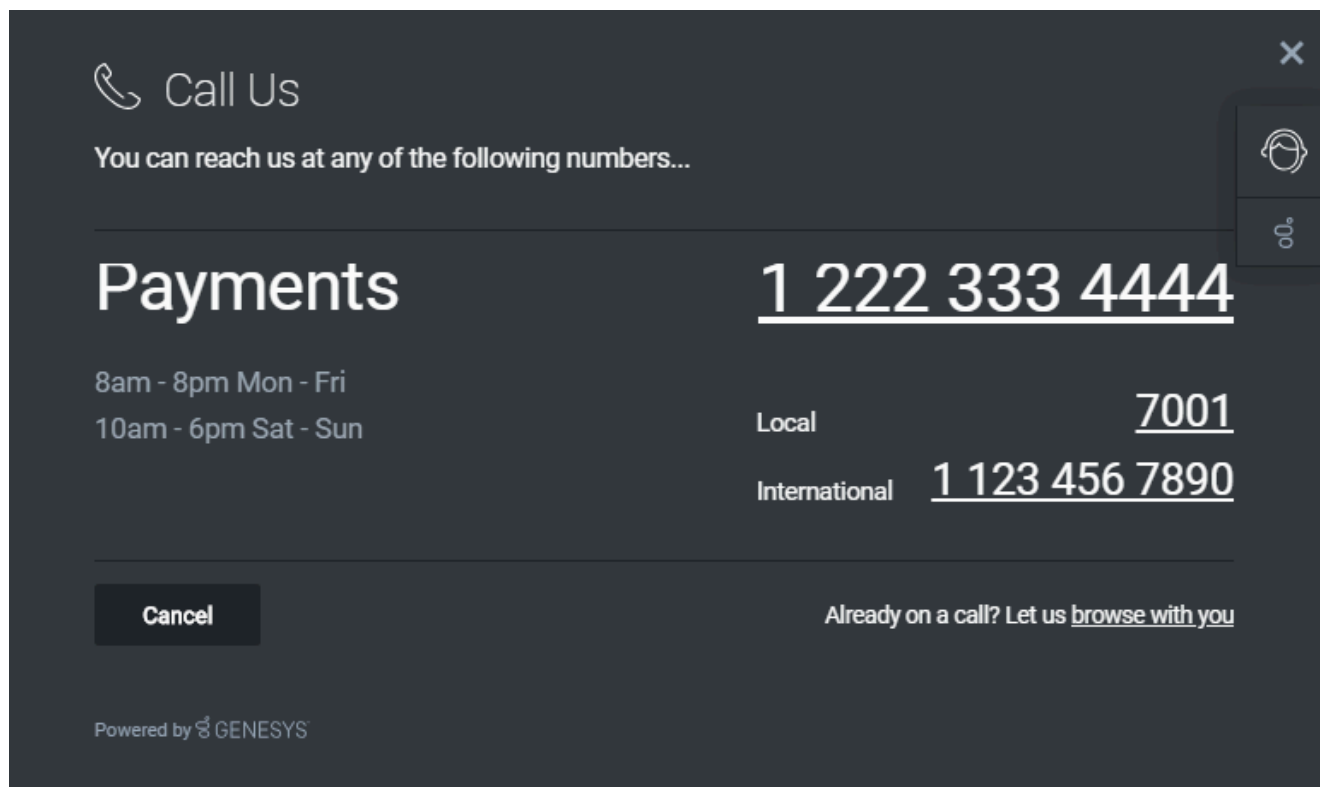 Call Us
You can reach us at any of the following numbers...
Payments 1 222 333 4444
8am - 8pm Mon - Fri
10am - 6pm Sat - Sun
Local 7001
International 1 123 456 7890
Cancel Already on a call? Let us browse with you
Powered by GENESYS